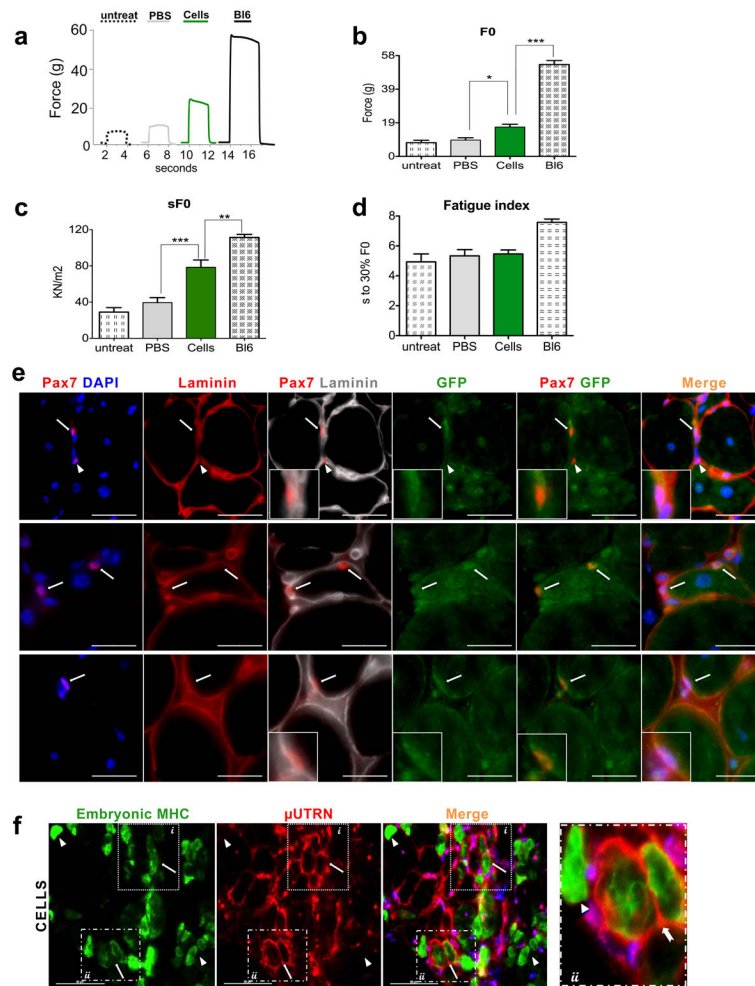 a
untreat PBS Cells Bl6
Force (g)
60
40
20
0
2 4 6 8 10 12 14 16
seconds
b
F0
Force (g)
58
39
19
0
*
***
untreat PBS Cells Bl6
c
sF0
KN/m2
120
80
40
0
***
**
untreat PBS Cells Bl6
d
Fatigue index
s to 30% F0
8
6
4
2
0
untreat PBS Cells Bl6
e
Pax7 DAPI Laminin Pax7 Laminin GFP Pax7 GFP Merge
f
Embryonic MHC µUTRN Merge
CELLS
i i i
ii ii ii ii